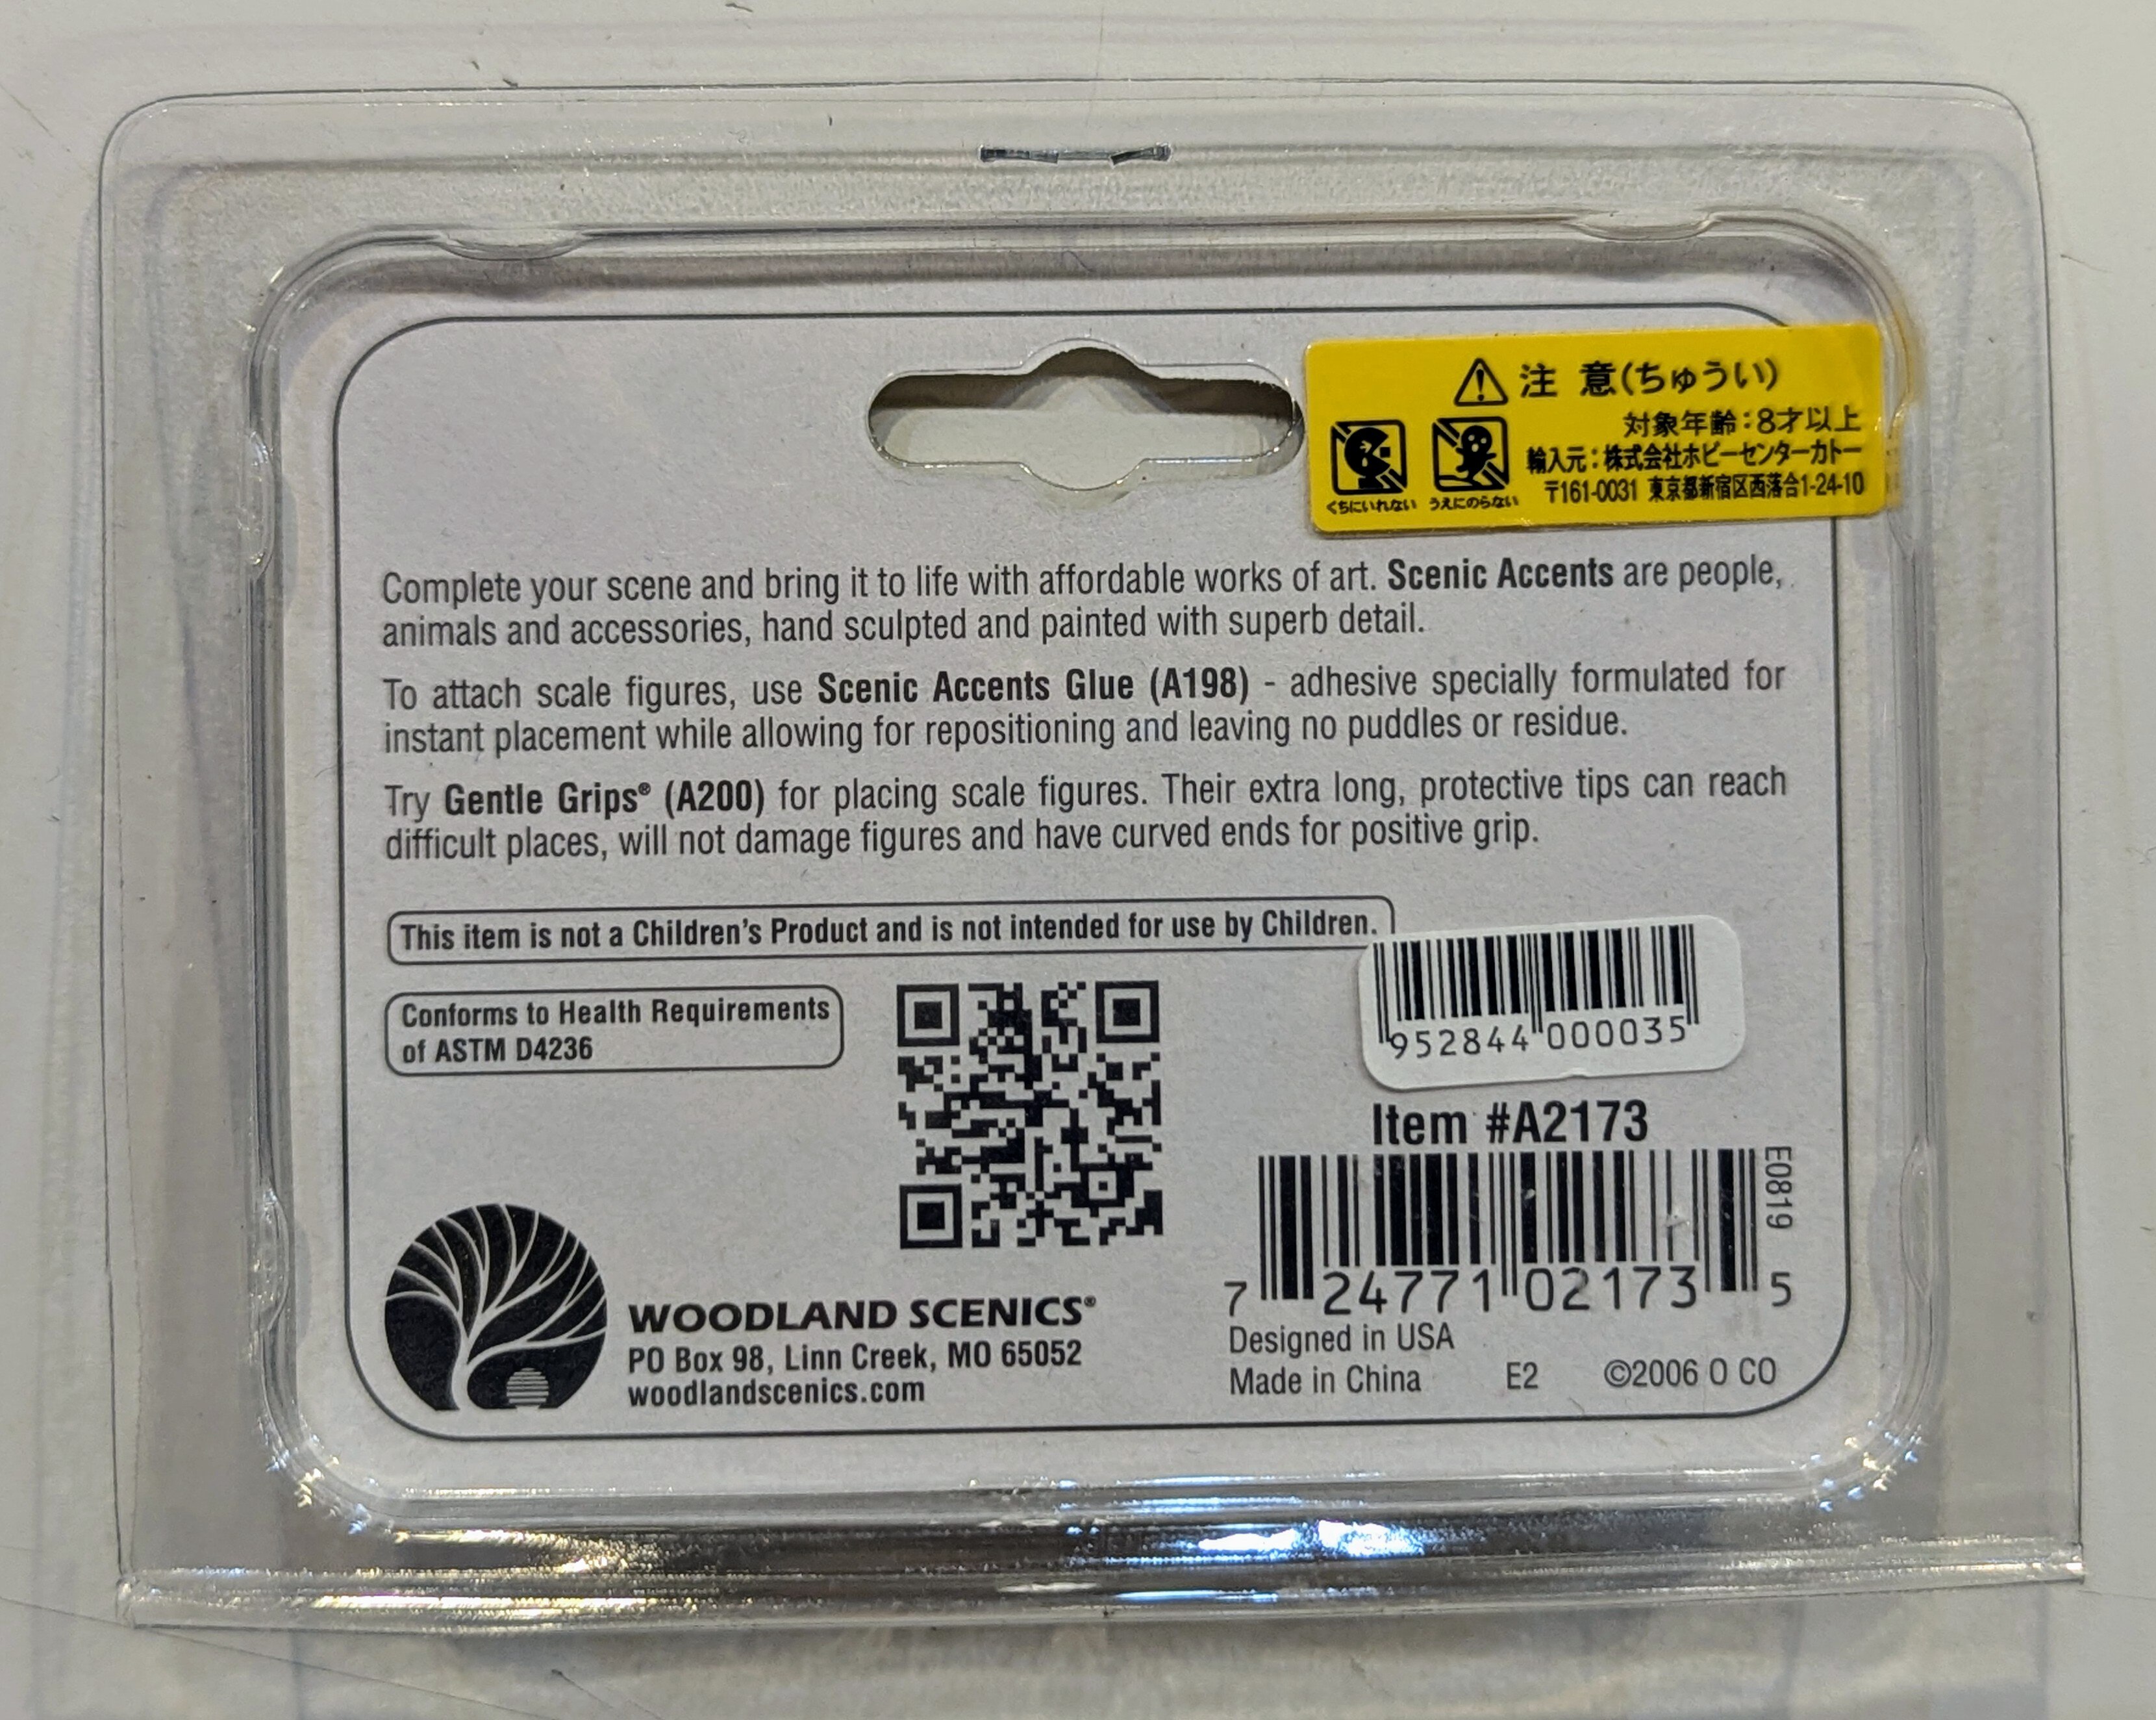 注 意(ちゅうい)
対象年齢:8才以上
輸入元:株式会社ホビーセンターカトー
〒161-0031 東京都新宿区西落合1-24-10
くちにいれない うえにのらない
Complete your scene and bring it to life with affordable works of art. Scenic Accents are people,
animals and accessories, hand sculpted and painted with superb detail.
To attach scale figures, use Scenic Accents Glue (A198) - adhesive specially formulated for
instant placement while allowing for repositioning and leaving no puddles or residue.
Try Gentle Grips® (A200) for placing scale figures. Their extra long, protective tips can reach
difficult places, will not damage figures and have curved ends for positive grip.
This item is not a Children's Product and is not intended for use by Children.
Conforms to Health Requirements
of ASTM D4236
952844 000035
Item #A2173
E0819
7 24771 02173 5
WOODLAND SCENICS®
PO Box 98, Linn Creek, MO 65052
woodlandscenics.com
Designed in USA
Made in China E2 ©2006 O CO